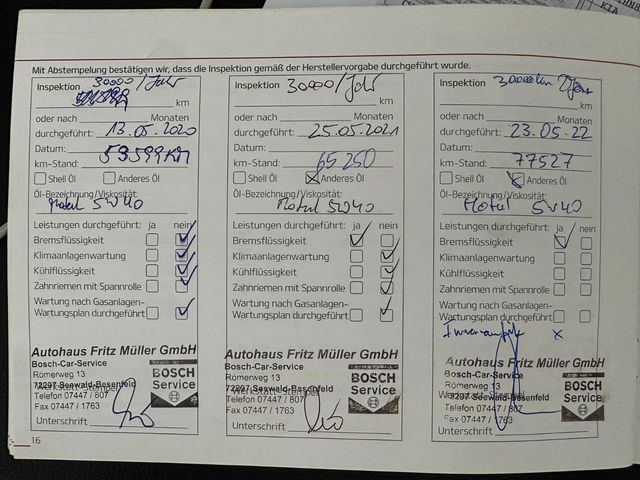 Mit Abstempelung bestätigen wir, dass die Inspektion gemäß der Herstellervorgabe durchgeführt wurde.
Inspektion 30000/Jahr
km
oder nach Monaten
durchgeführt: 13.05.2020
Datum:
km-Stand: 53599KM
Shell Öl Anderes Öl
Öl-Bezeichnung/Viskosität:
Motul 5W40
Leistungen durchgeführt: ja nein
Bremsflüssigkeit
Klimaanlagenwartung
Kühlflüssigkeit
Zahnriemen mit Spannrolle
Wartung nach Gasanlagen-
Wartungsplan durchgeführt
Autohaus Fritz Müller GmbH
Bosch-Car-Service
Römerweg 13
72297 Seewald-Besenfeld
Telefon 07447 / 807
Fax 07447 / 1763
BOSCH
Service
Unterschrift
16
Inspektion 30000/Jahr
km
oder nach Monaten
durchgeführt: 25.05.2021
Datum:
km-Stand: 65250
Shell Öl Anderes Öl
Öl-Bezeichnung/Viskosität:
Motul 5W40
Leistungen durchgeführt: ja nein
Bremsflüssigkeit
Klimaanlagenwartung
Kühlflüssigkeit
Zahnriemen mit Spannrolle
Wartung nach Gasanlagen-
Wartungsplan durchgeführt
Autohaus Fritz Müller GmbH
Bosch-Car-Service
Römerweg 13
72297 Seewald-Besenfeld
Telefon 07447 / 807
Fax 07447 / 1763
BOSCH
Service
Unterschrift
Inspektion 30000km
km
oder nach Monaten
durchgeführt: 23.05.22
Datum:
km-Stand: 77527
Shell Öl Anderes Öl
Öl-Bezeichnung/Viskosität:
Motul 5W40
Leistungen durchgeführt: ja nein
Bremsflüssigkeit
Klimaanlagenwartung
Kühlflüssigkeit
Zahnriemen mit Spannrolle
Wartung nach Gasanlagen-
Wartungsplan durchgeführt
Autohaus Fritz Müller GmbH
Bosch-Car-Service
Römerweg 13
72297 Seewald-Besenfeld
Telefon 07447 / 807
Fax 07447 / 1763
BOSCH
Service
Unterschrift
KIA